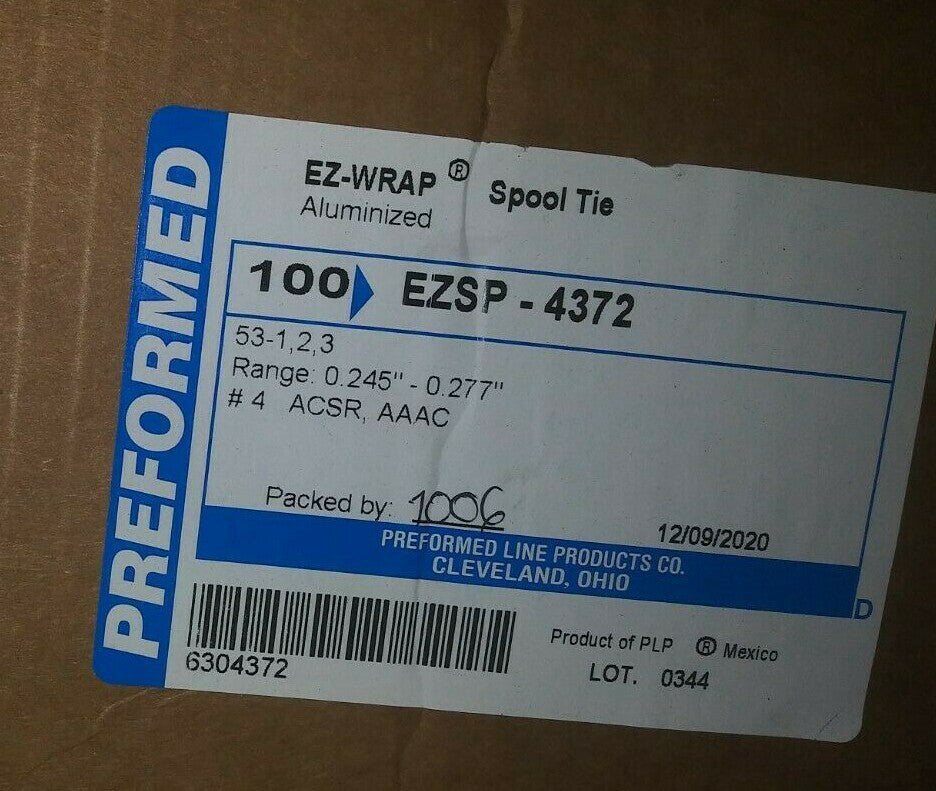 PREFORMED
EZ-WRAP ® Spool Tie
Aluminized
100 EZSP - 4372
53-1,2,3
Range: 0.245" - 0.277"
# 4 ACSR, AAAC
Packed by: 1006
12/09/2020
PREFORMED LINE PRODUCTS CO.
CLEVELAND, OHIO
D
6304372
Product of PLP ® Mexico
LOT. 0344